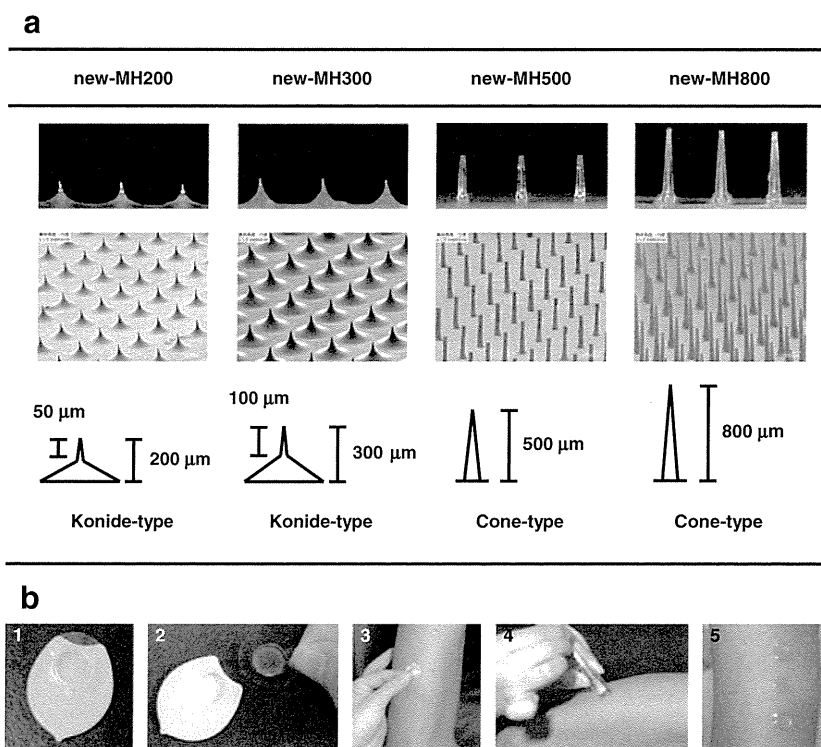 a
new-MH200 new-MH300 new-MH500 new-MH800
50 µm
200 µm
100 µm
300 µm
500 µm
800 µm
Konide-type Konide-type Cone-type Cone-type
b
1 2 3 4 5